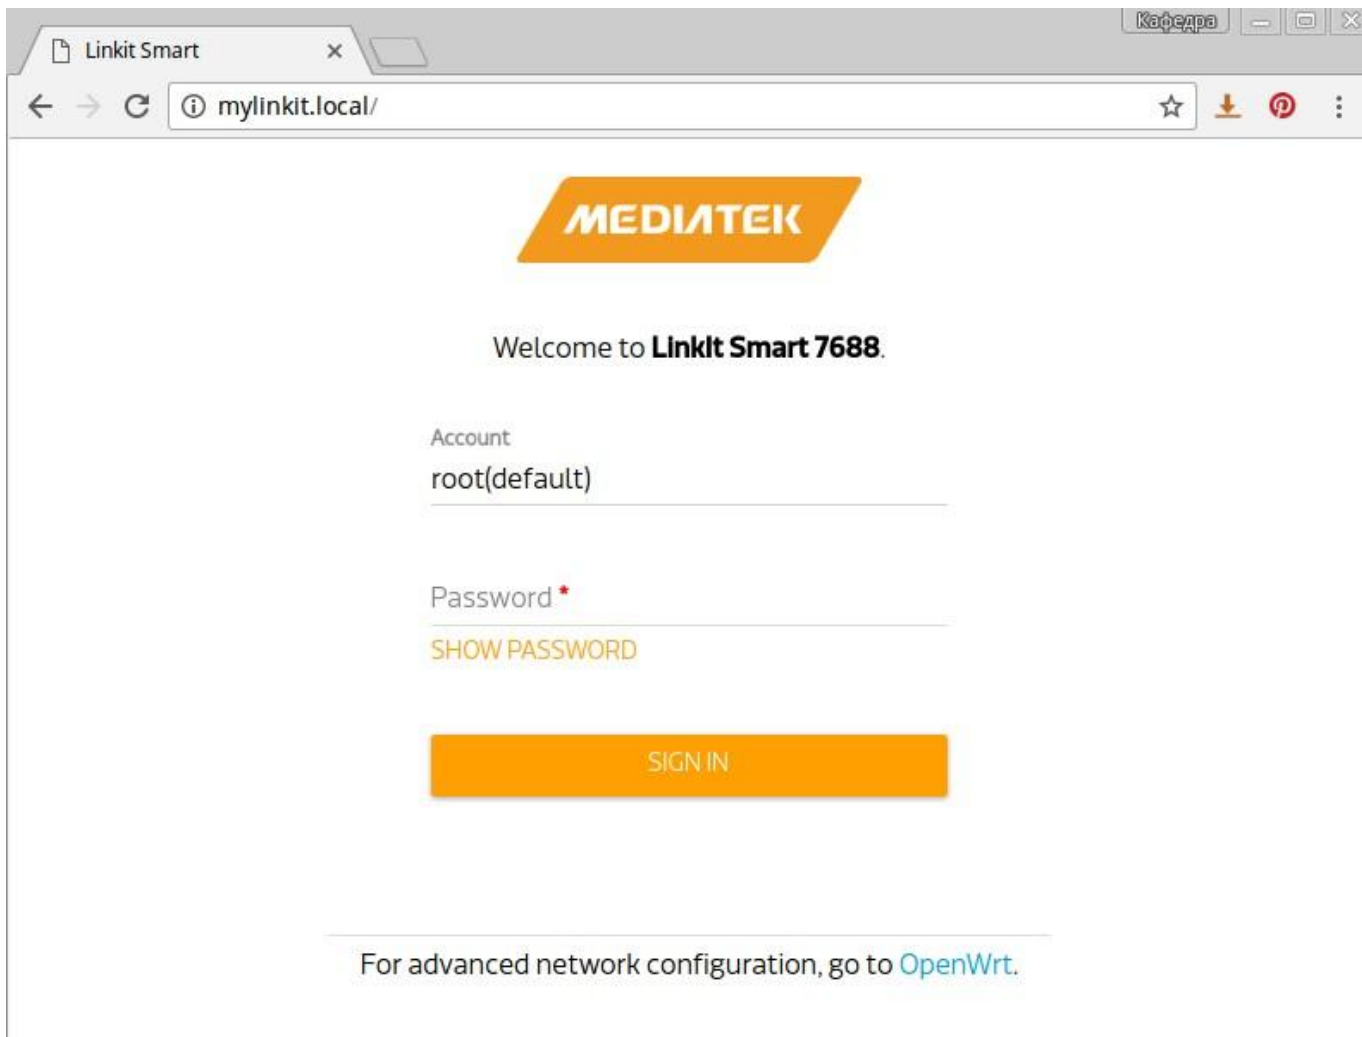 Кафедра
Linkit Smart
mylinkit.local/
MEDIATEK
Welcome to LinkIt Smart 7688.
Account
root(default)
Password *
SHOW PASSWORD
SIGN IN
For advanced network configuration, go to OpenWrt.